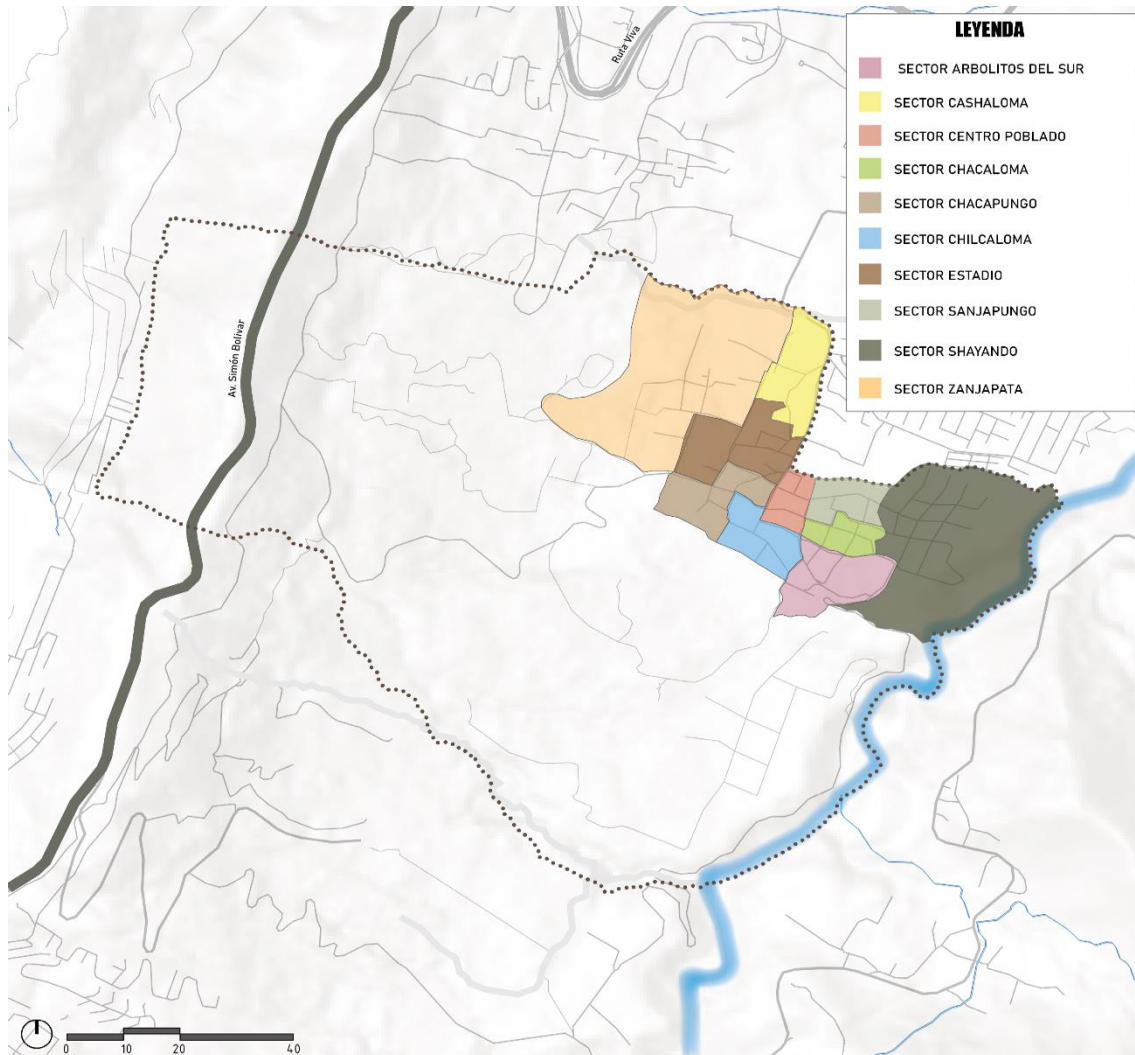 LEYENDA
SECTOR ARBOLITOS DEL SUR
SECTOR CASHALOMA
SECTOR CENTRO POBLADO
SECTOR CHACALOMA
SECTOR CHACAPUNGO
SECTOR CHILCALOMA
SECTOR ESTADIO
SECTOR SANJAPUNGO
SECTOR SHAYANDO
SECTOR ZANJAPATA
Ruta Viva
Av. Simón Bolívar
0 10 20 40